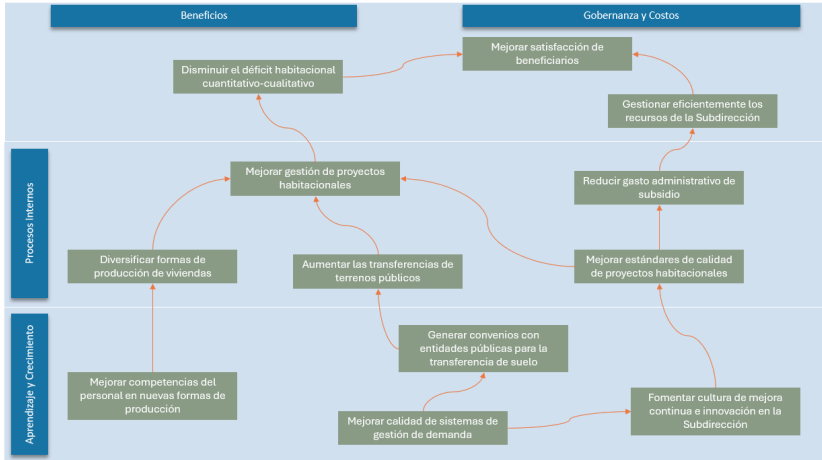 Beneficios
Gobernanza y Costos
Mejorar satisfacción de
beneficiarios
Disminuir el déficit habitacional
cuantitativo-cualitativo
Gestionar eficientemente los
recursos de la Subdirección
Procesos Internos
Mejorar gestión de proyectos
habitacionales
Reducir gasto administrativo de
subsidio
Diversificar formas de
producción de viviendas
Aumentar las transferencias de
terrenos públicos
Mejorar estándares de calidad
de proyectos habitacionales
Aprendizaje y Crecimiento
Generar convenios con
entidades públicas para la
transferencia de suelo
Mejorar competencias del
personal en nuevas formas de
producción
Mejorar calidad de sistemas de
gestión de demanda
Fomentar cultura de mejora
continua e innovación en la
Subdirección